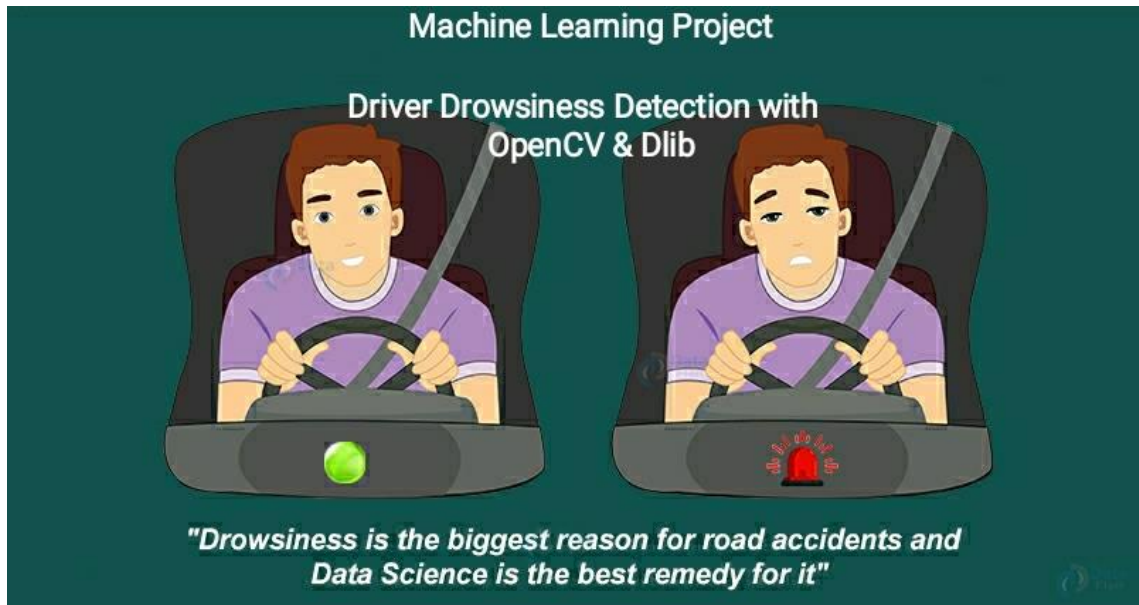 Machine Learning Project
Driver Drowsiness Detection with
OpenCV & Dlib
"Drowsiness is the biggest reason for road accidents and
Data Science is the best remedy for it"